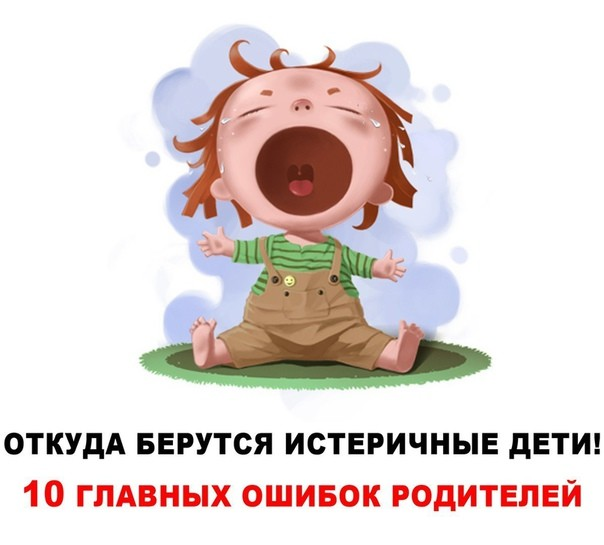 ОТКУДА БЕРУТСЯ ИСТЕРИЧНЫЕ ДЕТИ!
10 ГЛАВНЫХ ОШИБОК РОДИТЕЛЕЙ